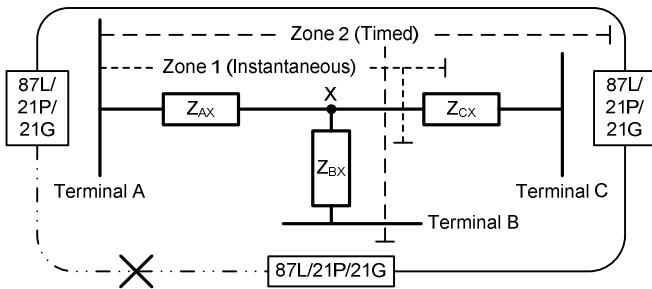 Zone 2 (Timed)
Zone 1 (Instantaneous)
87L/
21P/
21G
87L/
21P/
21G
X
ZAX
ZCX
ZBX
Terminal A
Terminal C
Terminal B
87L/21P/21G